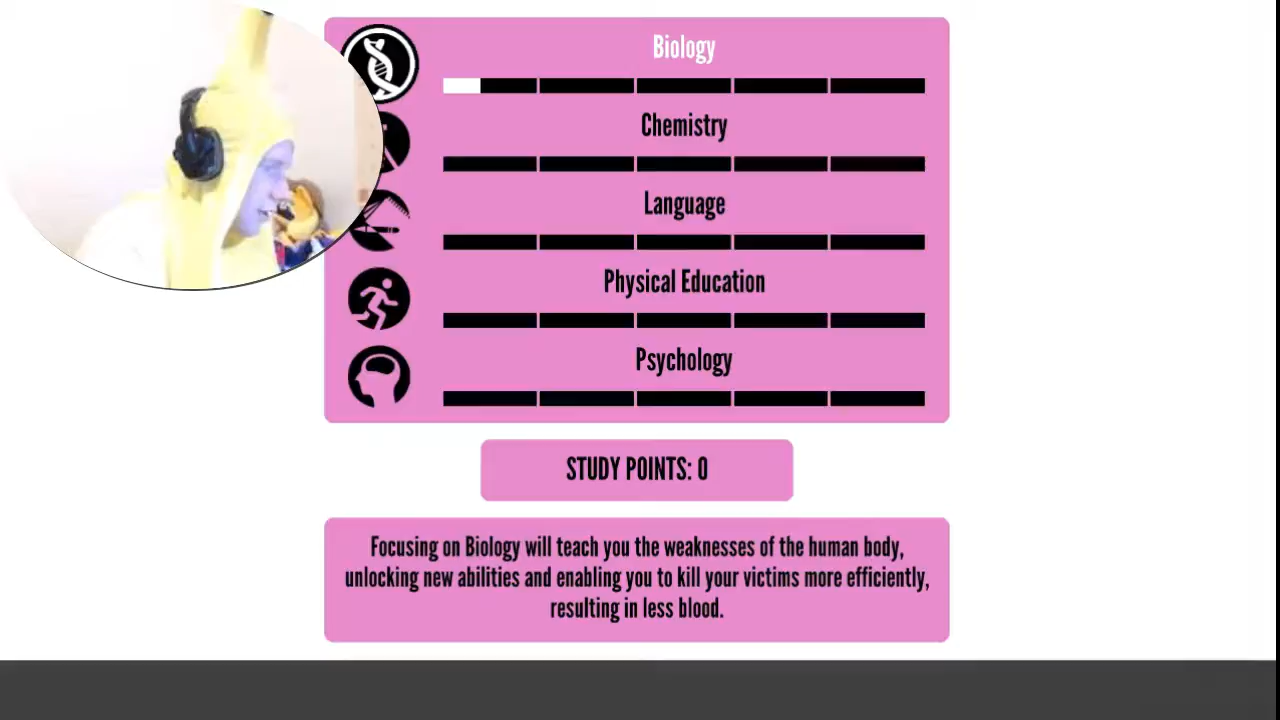 Biology
Chemistry
Language
Physical Education
Psychology
STUDY POINTS: 0
Focusing on Biology will teach you the weaknesses of the human body,
unlocking new abilities and enabling you to kill your victims more efficiently,
resulting in less blood.